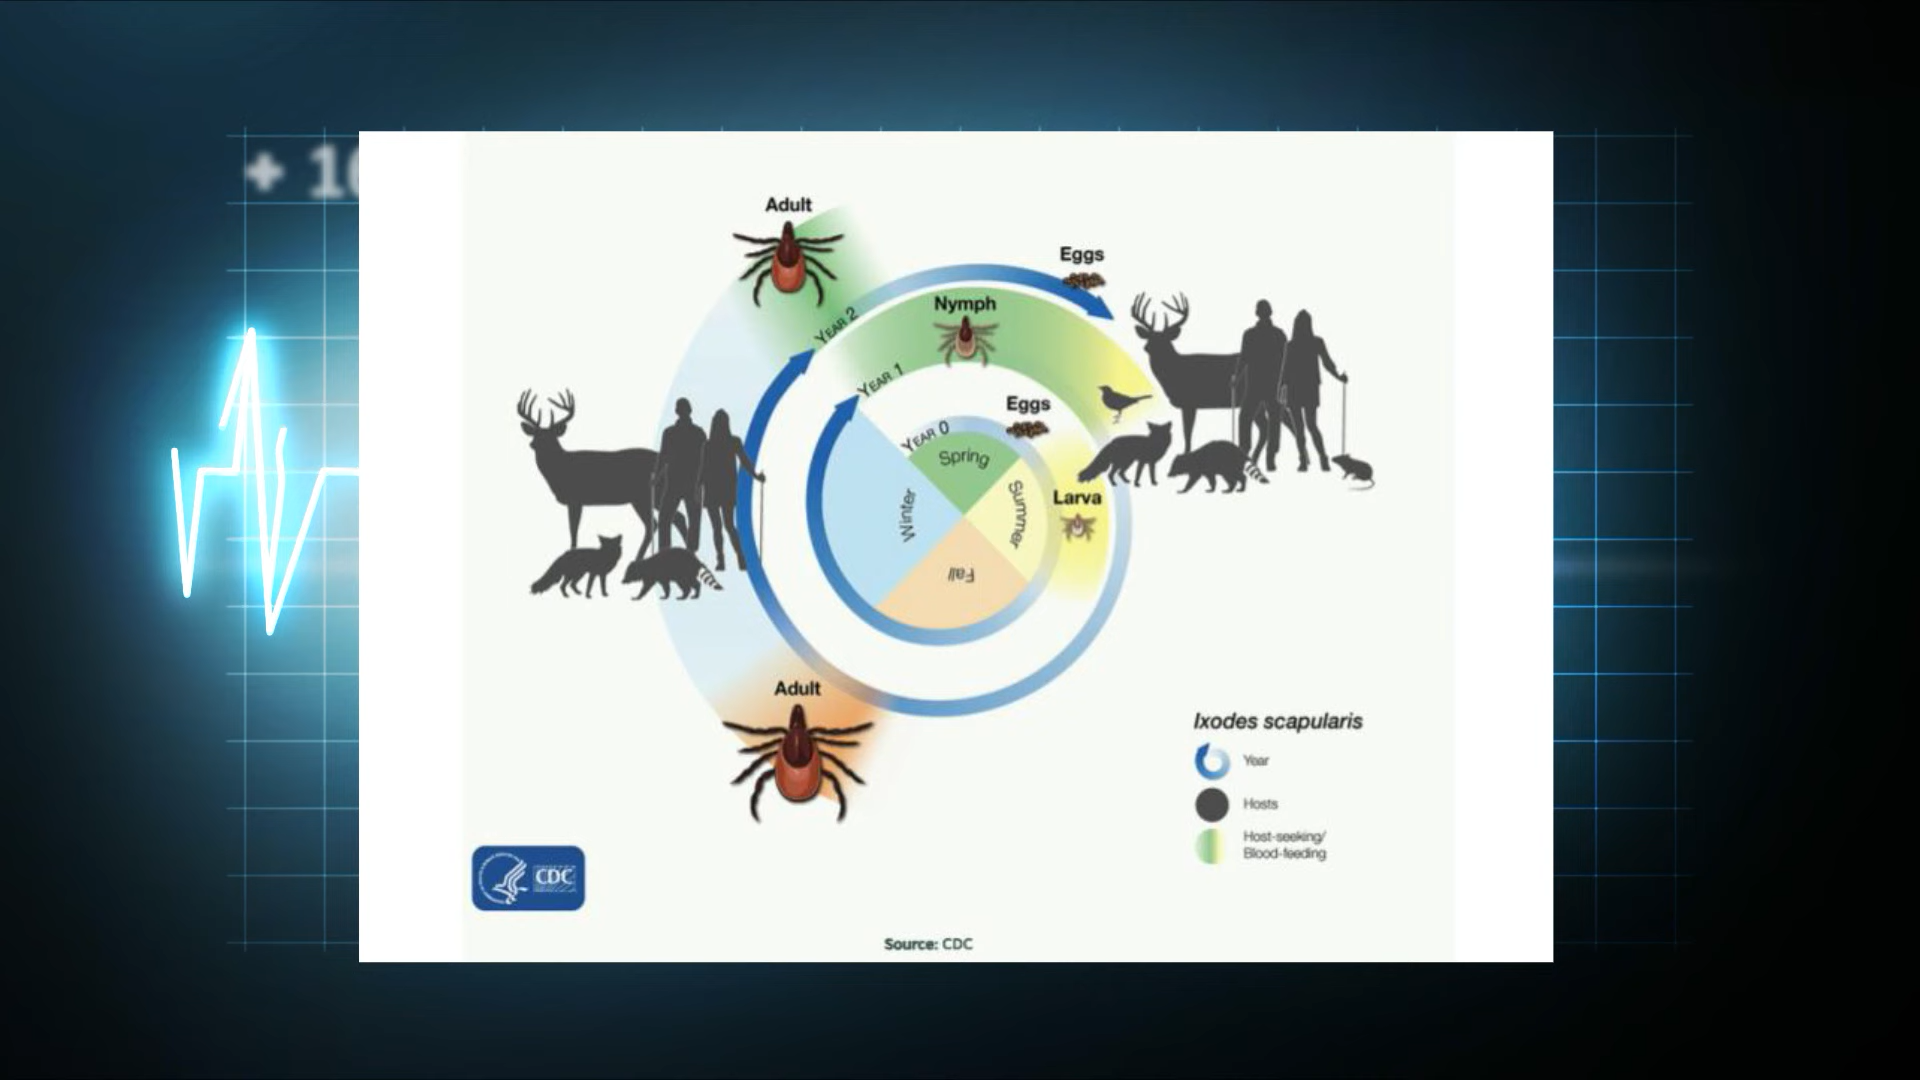 + 10
Adult
Eggs
Nymph
YEAR 2
YEAR 1
Eggs
YEAR 0
Spring
Summer
Winter
Fall
Larva
Adult
Ixodes scapularis
Year
Hosts
Host-seeking/
Blood-feeding
CDC
Source: CDC